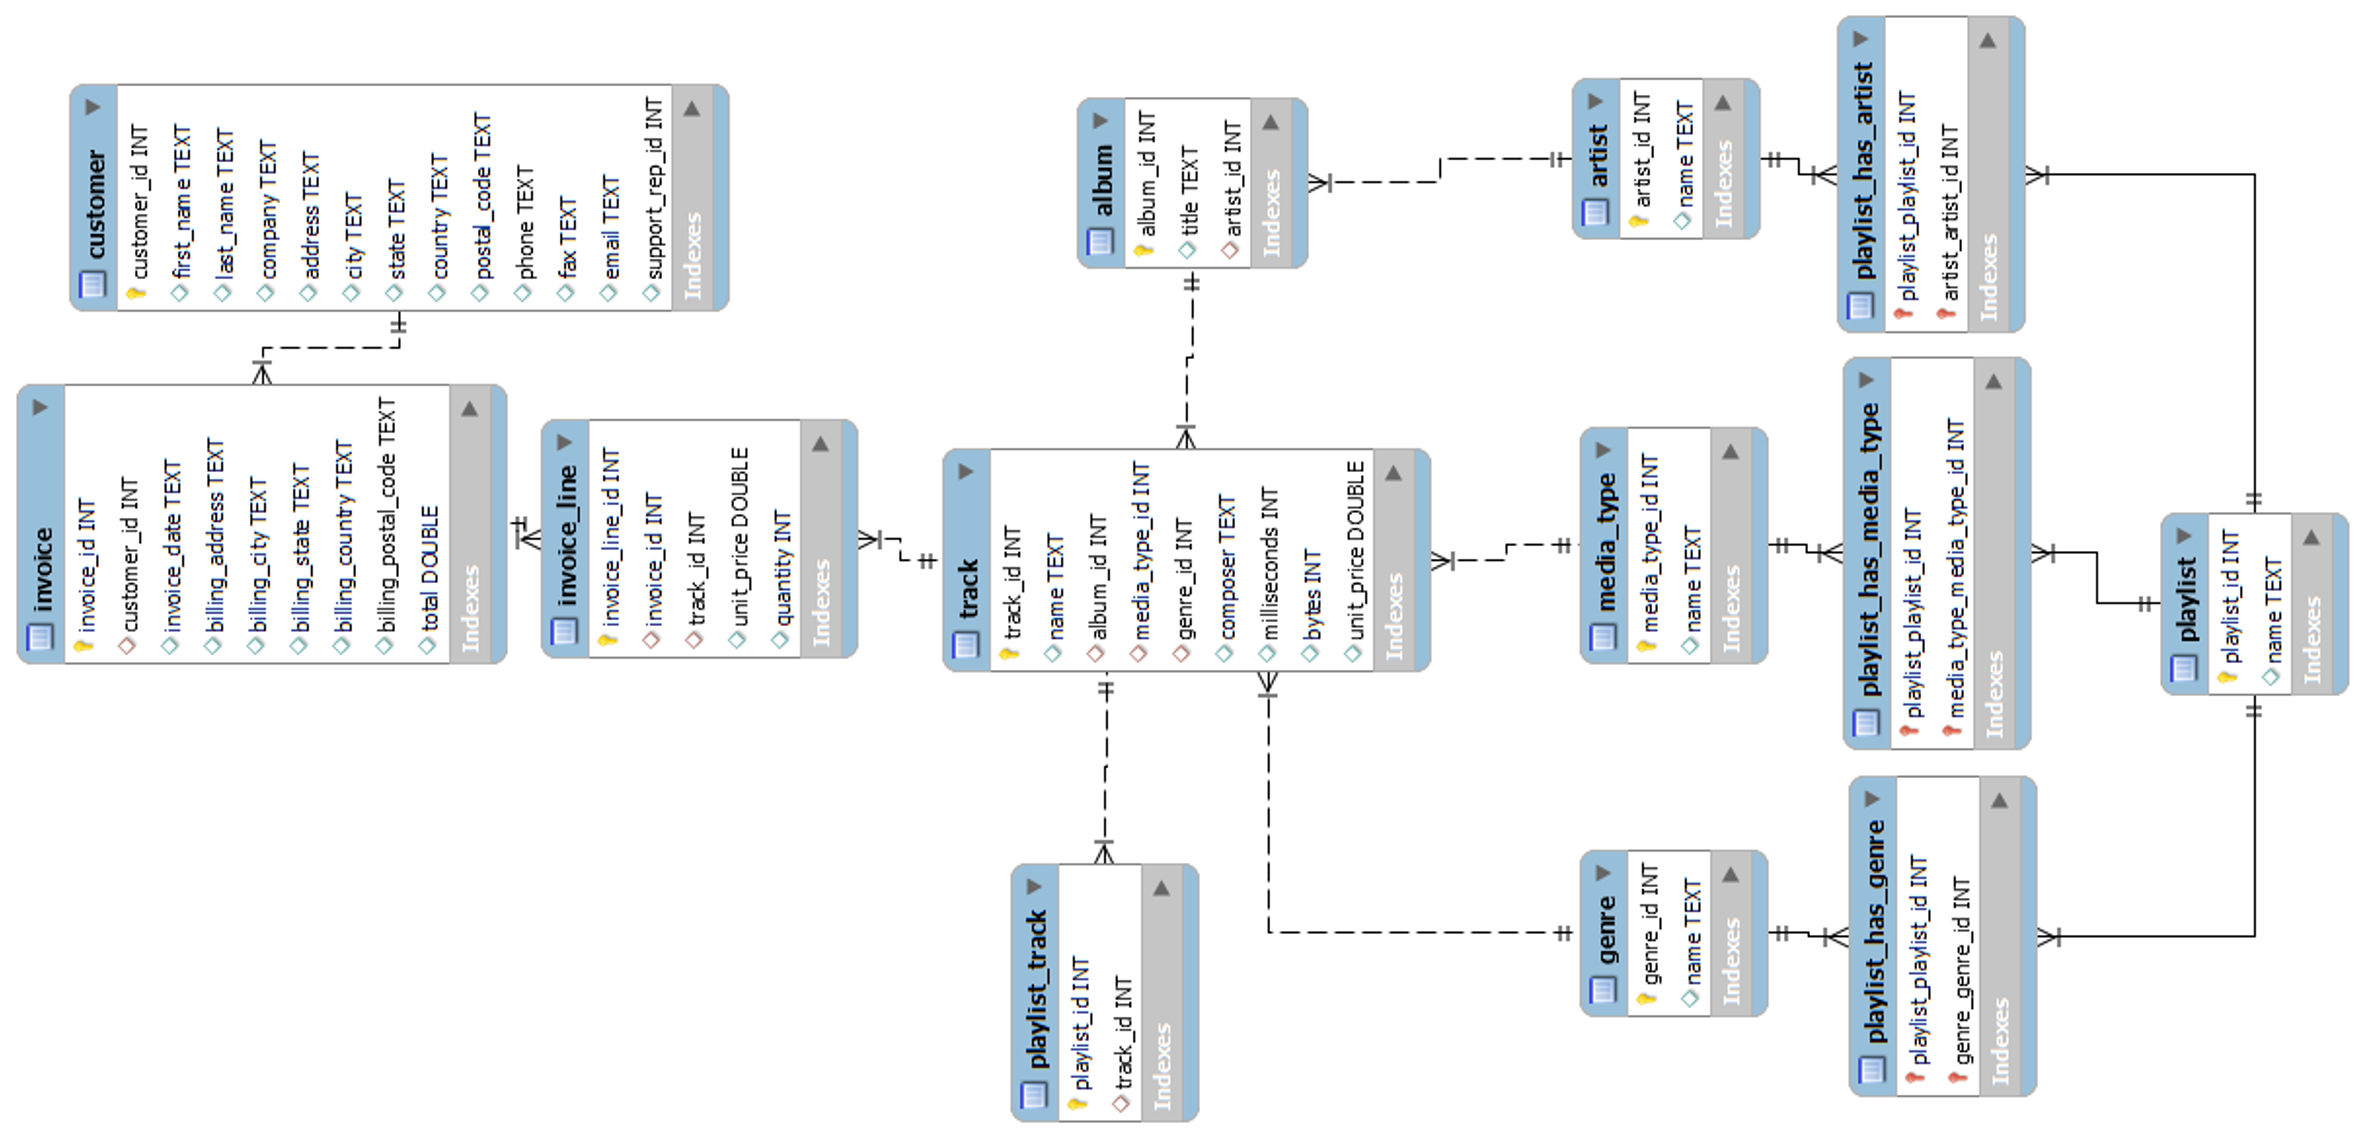 customer
customer_id INT
first_name TEXT
last_name TEXT
company TEXT
address TEXT
city TEXT
state TEXT
country TEXT
postal_code TEXT
phone TEXT
fax TEXT
email TEXT
support_rep_id INT
Indexes
invoice
invoice_id INT
customer_id INT
invoice_date TEXT
billing_address TEXT
billing_city TEXT
billing_state TEXT
billing_country TEXT
billing_postal_code TEXT
total DOUBLE
Indexes
invoice_line
invoice_line_id INT
invoice_id INT
track_id INT
unit_price DOUBLE
quantity INT
Indexes
album
album_id INT
title TEXT
artist_id INT
Indexes
track
track_id INT
name TEXT
album_id INT
media_type_id INT
genre_id INT
composer TEXT
milliseconds INT
bytes INT
unit_price DOUBLE
Indexes
playlist_track
playlist_id INT
track_id INT
Indexes
artist
artist_id INT
name TEXT
Indexes
media_type
media_type_id INT
name TEXT
Indexes
genre
genre_id INT
name TEXT
Indexes
playlist_has_artist
playlist_playlist_id INT
artist_artist_id INT
Indexes
playlist_has_media_type
playlist_playlist_id INT
media_type_media_type_id INT
Indexes
playlist_has_genre
playlist_playlist_id INT
genre_genre_id INT
Indexes
playlist
playlist_id INT
name TEXT
Indexes